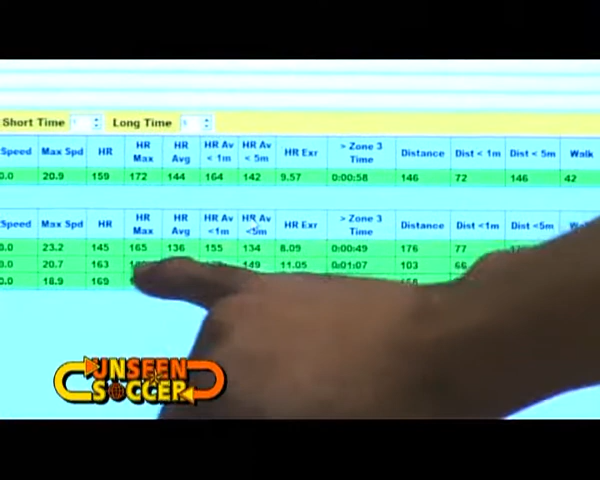 Short Time Long Time
Speed Max Spd HR HR Max HR Avg HR Av < 1m HR Av < 5m HR Exr > Zone 3 Time Distance Dist < 1m Dist < 5m Walk
0.0 20.9 159 172 144 164 142 9.57 0:00:58 146 72 146 42
Speed Max Spd HR HR Max HR Avg HR Av <1m HR Av <5m HR Exr > Zone 3 Time Distance Dist <1m Dist <5m
0.0 23.2 145 165 136 155 134 8.09 0:00:49 176 77
0.0 20.7 163 149 11.05 0:01:07 103 66
0.0 18.9 169
UNSEEN
SOCCER